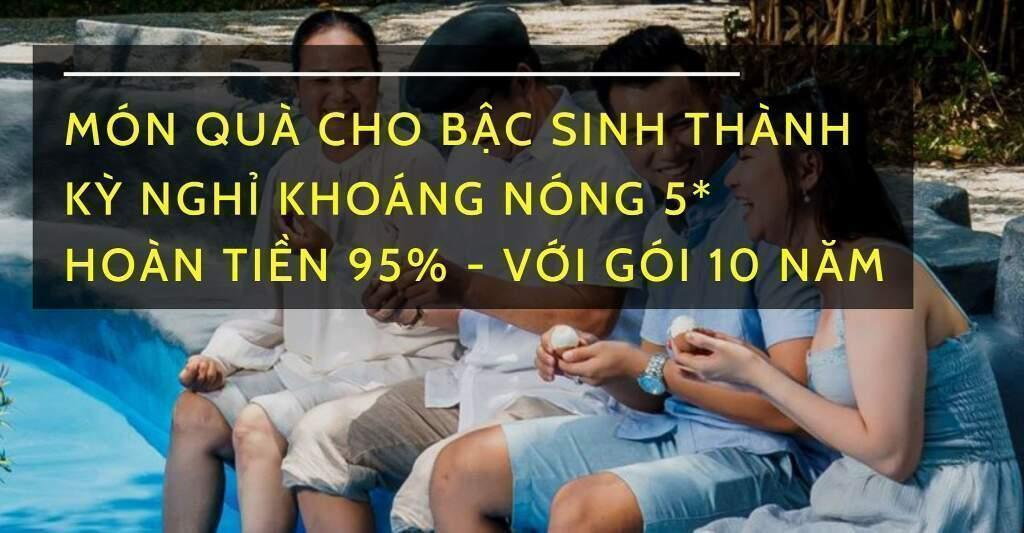 MÓN QUÀ CHO BẬC SINH THÀNH
KỲ NGHỈ KHOÁNG NÓNG 5*
HOÀN TIỀN 95% - VỚI GÓI 10 NĂM